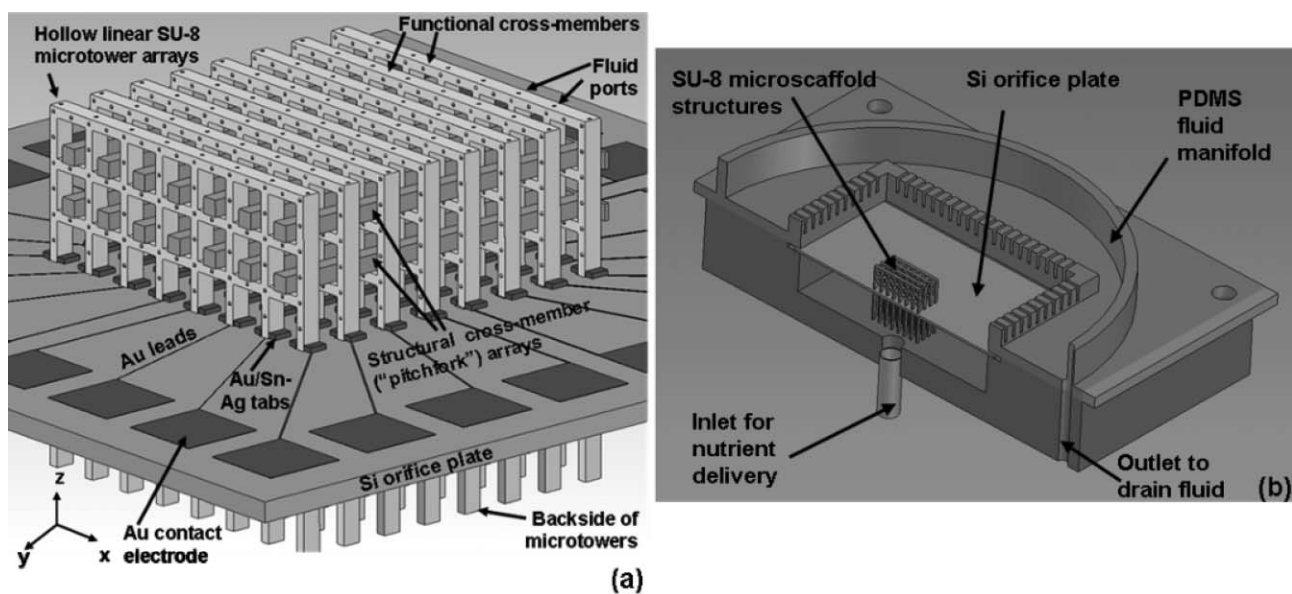 Hollow linear SU-8
microtower arrays
Functional cross-members
Fluid
ports
Au leads
Au/Sn-
Ag tabs
Structural cross-member
("pitchfork") arrays
Si orifice plate
z
y
x
Au contact
electrode
Backside of
microtowers
(a)
SU-8 microscaffold
structures
Si orifice plate
PDMS
fluid
manifold
Inlet for
nutrient
delivery
Outlet to
drain fluid
(b)